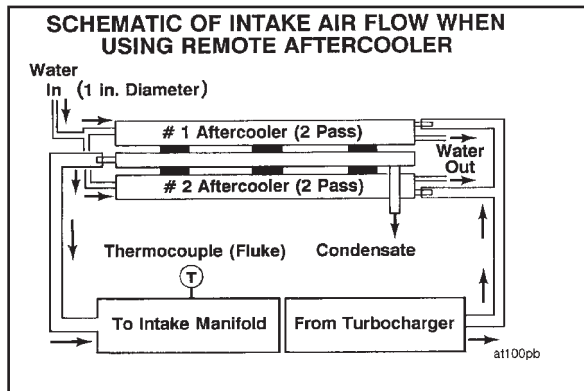 SCHEMATIC OF INTAKE AIR FLOW WHEN
USING REMOTE AFTERCOOLER
Water
In (1 in. Diameter)
# 1 Aftercooler (2 Pass)
Water
Out
# 2 Aftercooler (2 Pass)
Thermocouple (Fluke)
Condensate
T
To Intake Manifold
From Turbocharger
at100pb